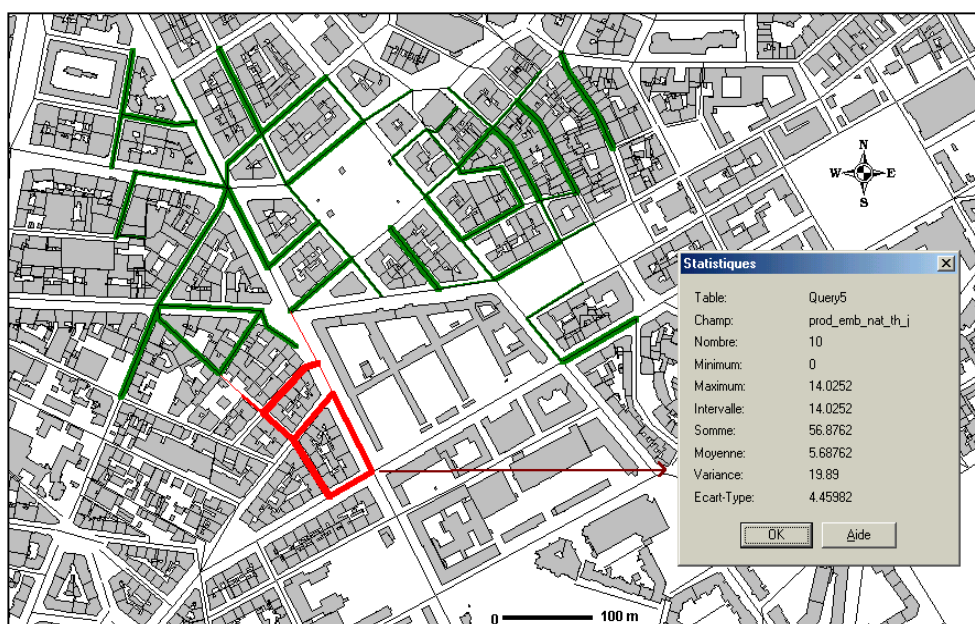 N
W E
S
Statistiques
Table: Query5
Champ: prod_emb_nat_th_j
Nombre: 10
Minimum: 0
Maximum: 14.0252
Intervalle: 14.0252
Somme: 56.8762
Moyenne: 5.68762
Variance: 19.89
Ecart-Type: 4.45982
OK Aide
0 100 m